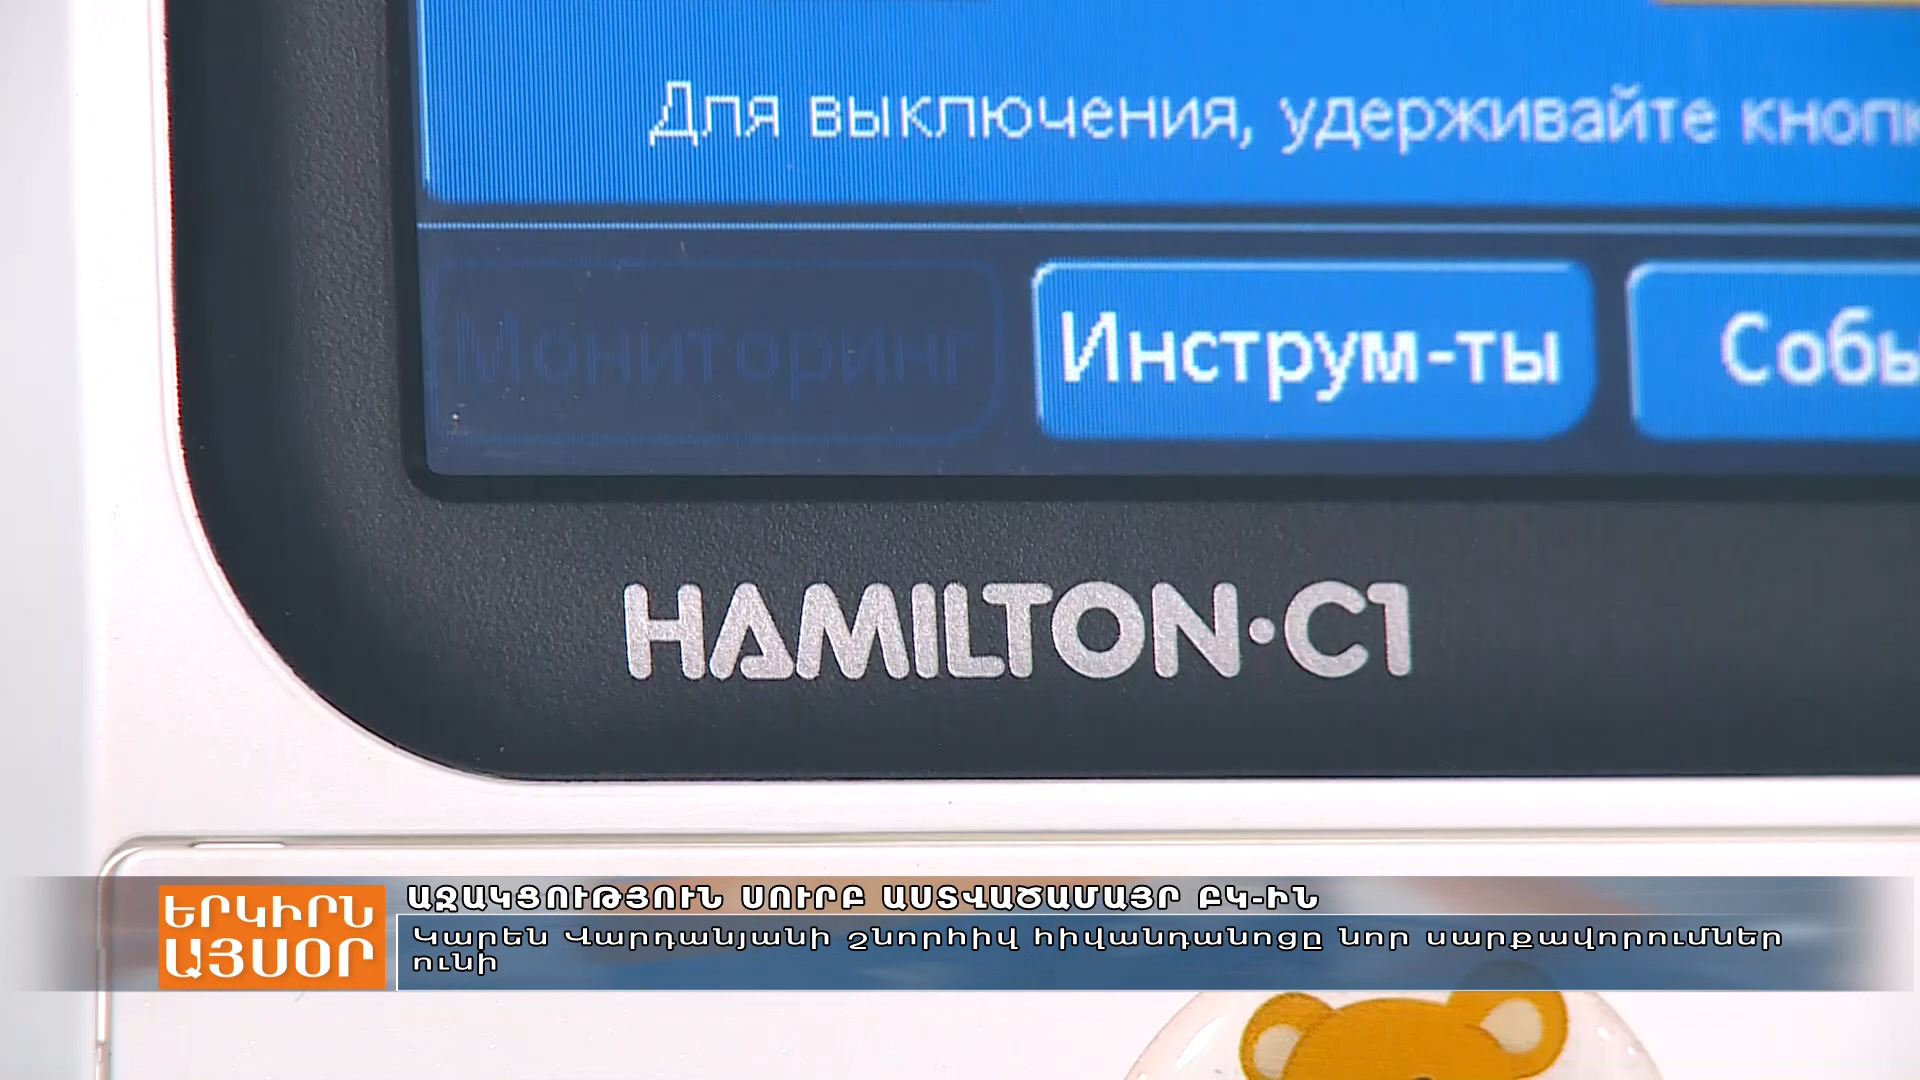 Для выключения, удерживайте кнопк
Мониторинг
Инструм-ты
Собы
HAMILTON·C1
ԵՐԿԻՐՆ
ԱՅՍՕՐ
ԱՋԱԿՑՈՒԹՅՈՒՆ ՍՈՒՐԲ ԱՍՏՎԱԾԱՄԱՅՐ ԲԿ-ԻՆ
Կարեն Վարդանյանի շնորհիվ հիվանդանոցը նոր սարքավորումներ
ունի